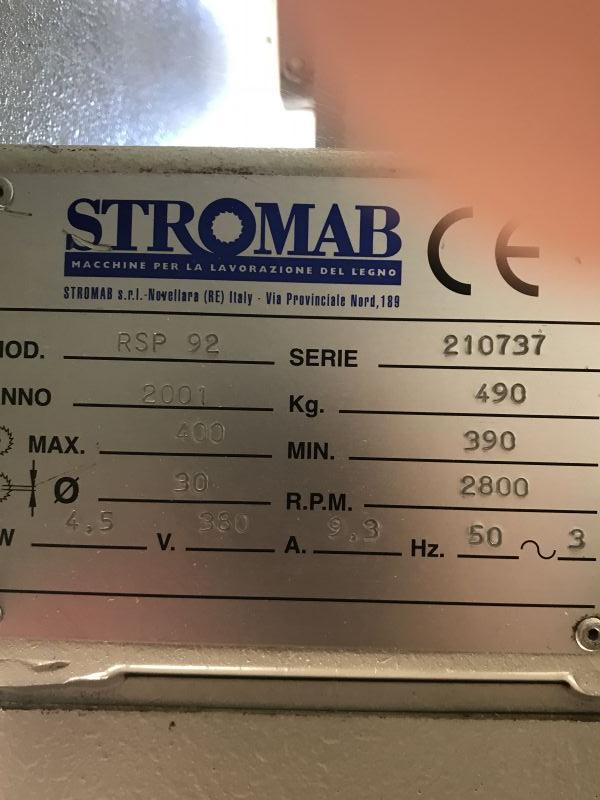 STROMAB CE
MACCHINE PER LA LAVORAZIONE DEL LEGNO
STROMAB s.r.l.-Novellara (RE) Italy - Via Provinciale Nord,189
MOD. RSP 92 SERIE 210737
ANNO 2001 Kg. 490
MAX. 400 MIN. 390
Ø 30 R.P.M. 2800
W 4,5 V. 380 A. 9,3 Hz. 50 ~ 3